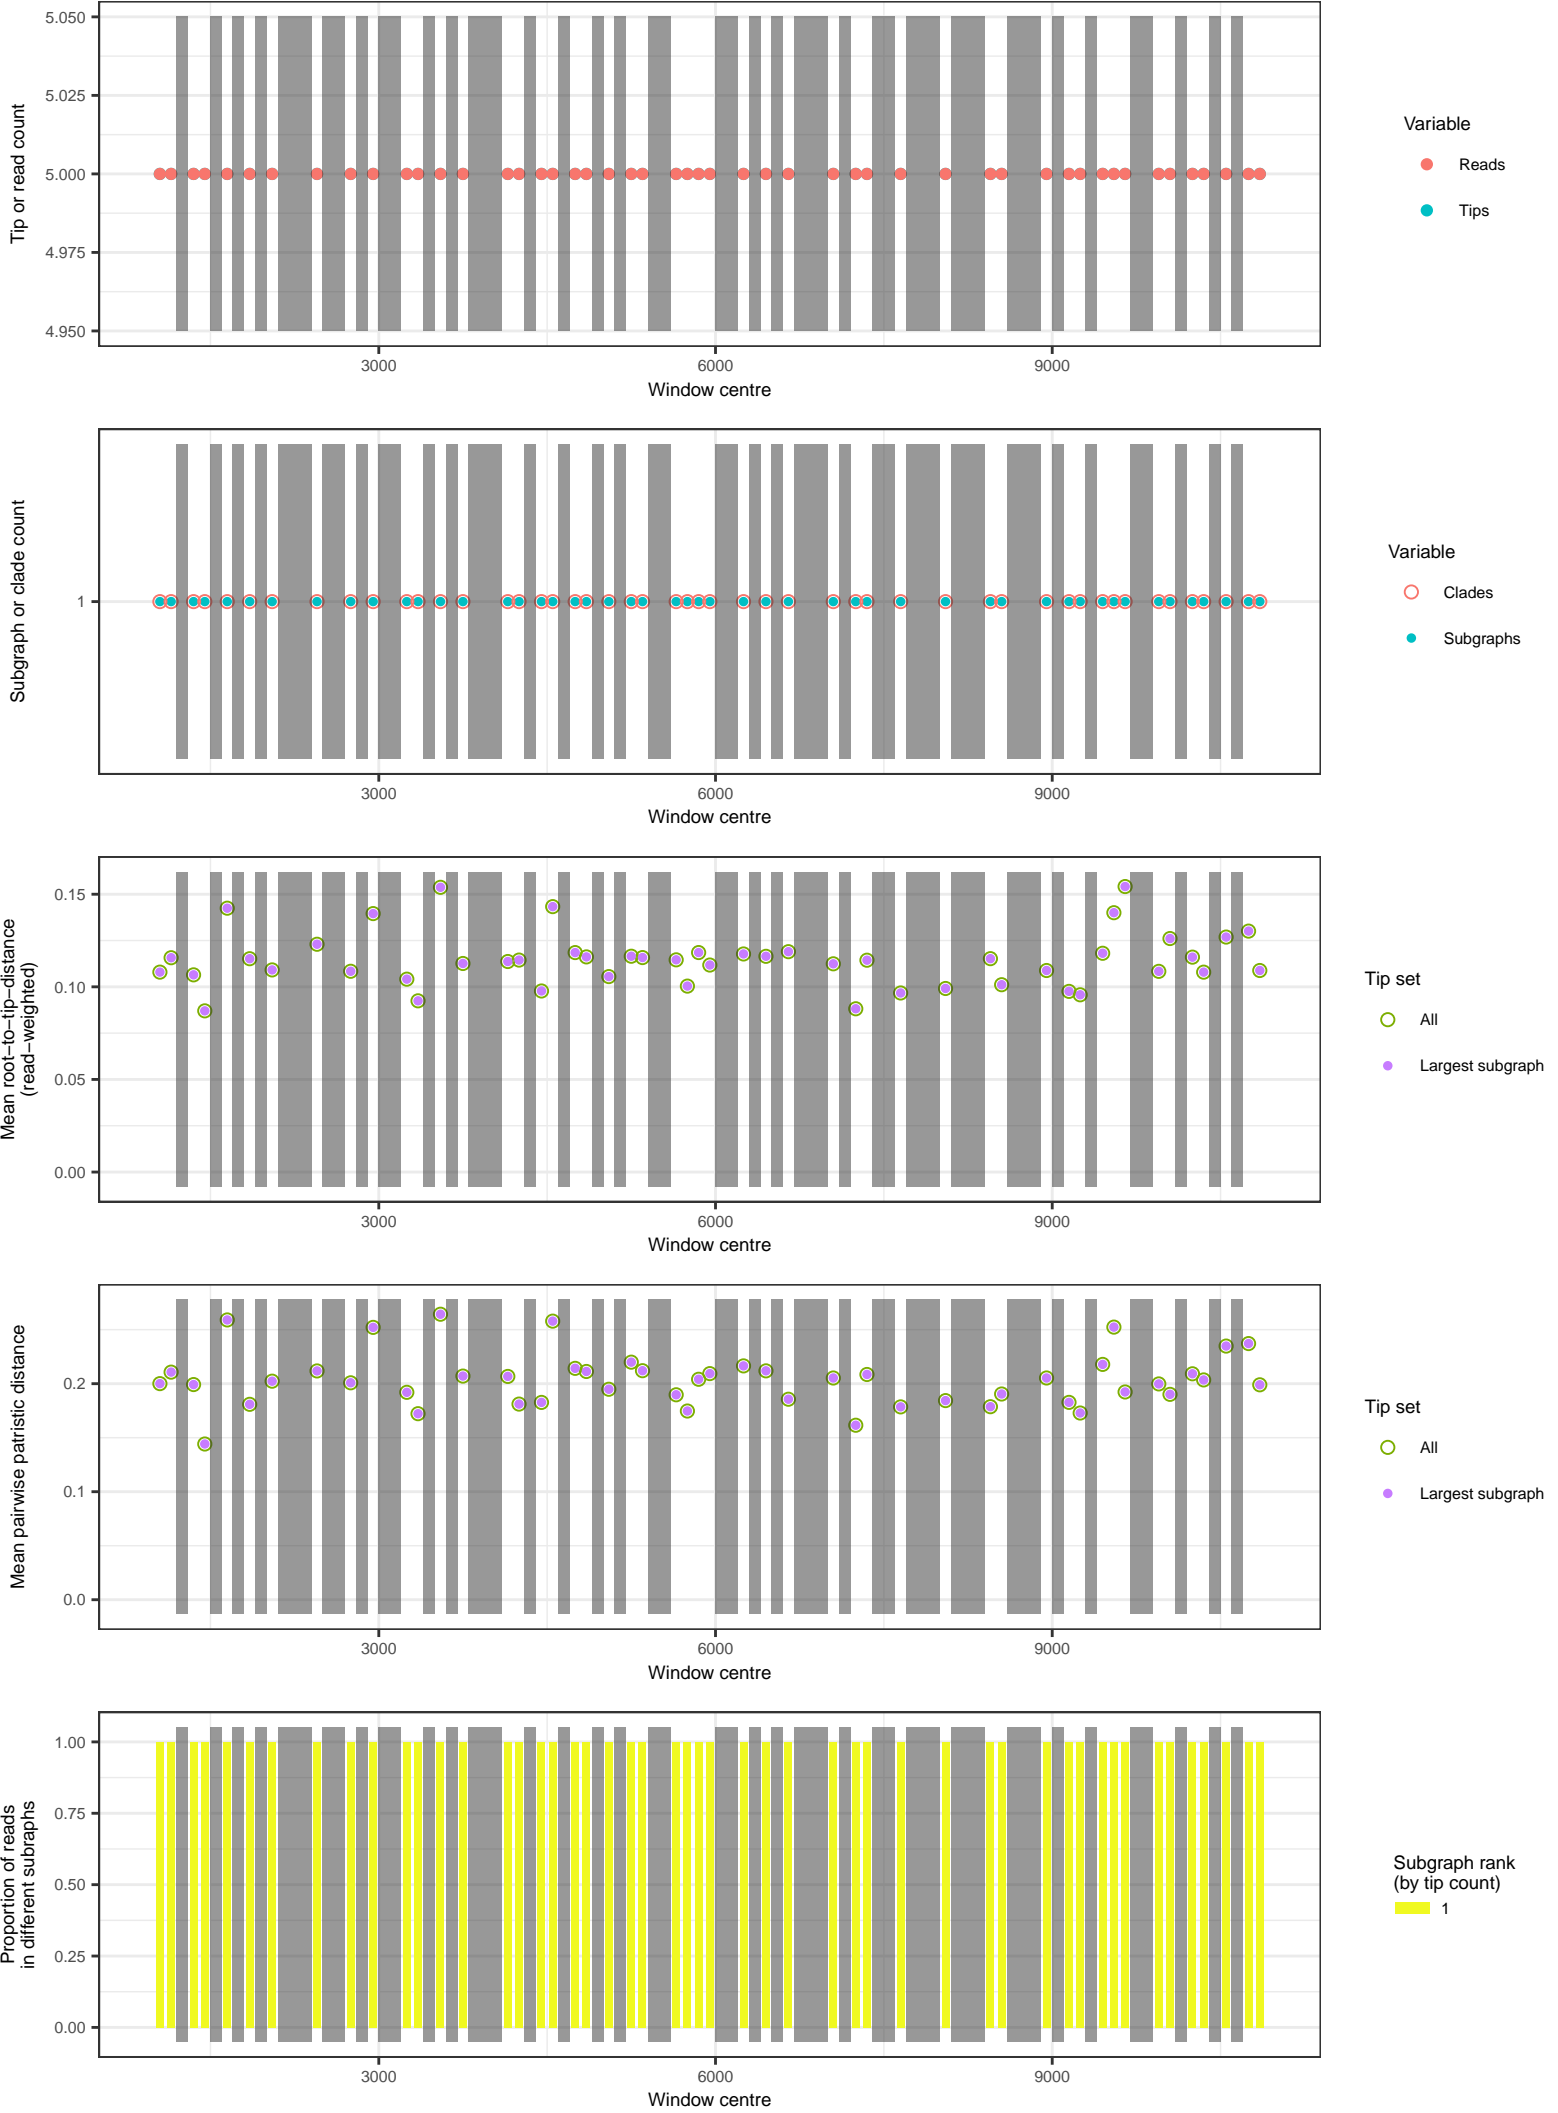 5.050
5.025
5.000
4.975
4.950
Tip or read count
3000
6000
9000
Window centre
Variable
Reads
Tips
1
Subgraph or clade count
3000
6000
9000
Window centre
Variable
Clades
Subgraphs
0.15
0.10
0.05
0.00
Mean root−to−tip−distance
(read−weighted)
3000
6000
9000
Window centre
Tip set
All
Largest subgraph
0.2
0.1
0.0
Mean pairwise patristic distance
3000
6000
9000
Window centre
Tip set
All
Largest subgraph
1.00
0.75
0.50
0.25
0.00
Proportion of reads
in different subraphs
3000
6000
9000
Window centre
Subgraph rank
(by tip count)
1